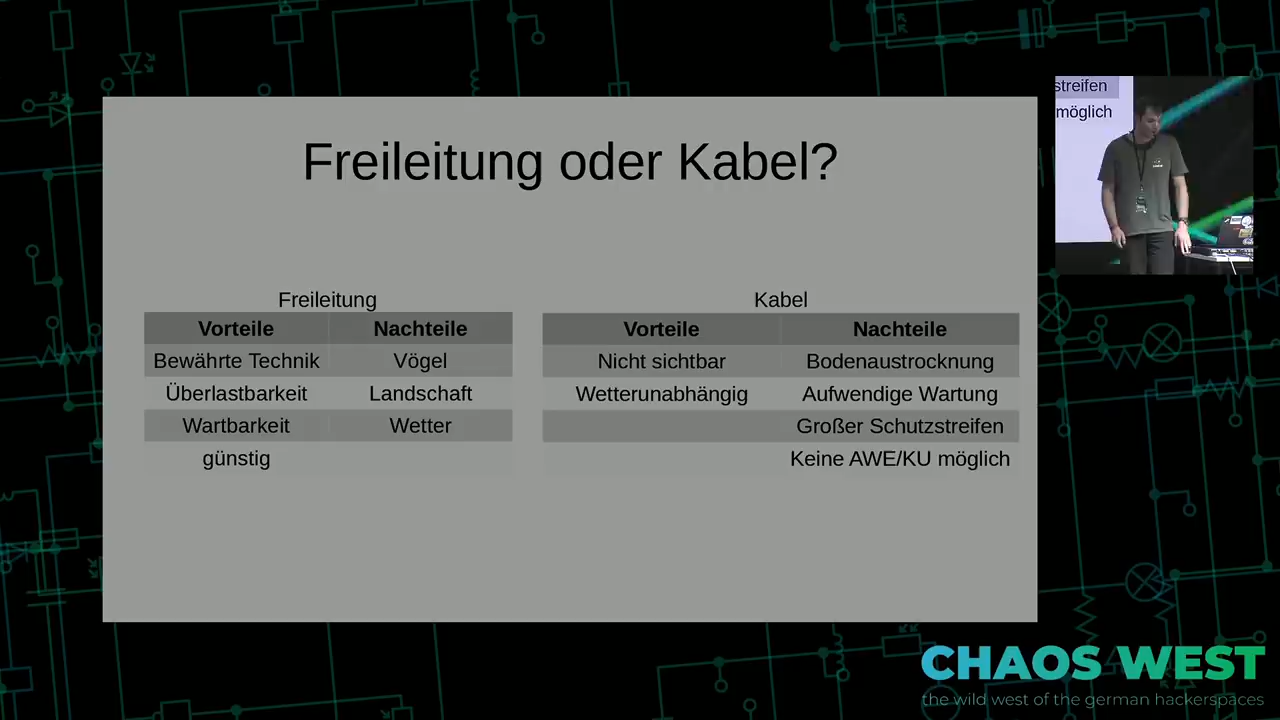 Freileitung oder Kabel?
Freileitung
Vorteile Nachteile
Bewährte Technik Vögel
Überlastbarkeit Landschaft
Wartbarkeit Wetter
günstig
Kabel
Vorteile Nachteile
Nicht sichtbar Bodenaustrocknung
Wetterunabhängig Aufwendige Wartung
Großer Schutzstreifen
Keine AWE/KU möglich
streifen
möglich
CHAOS WEST
the wild west of the german hackerspaces